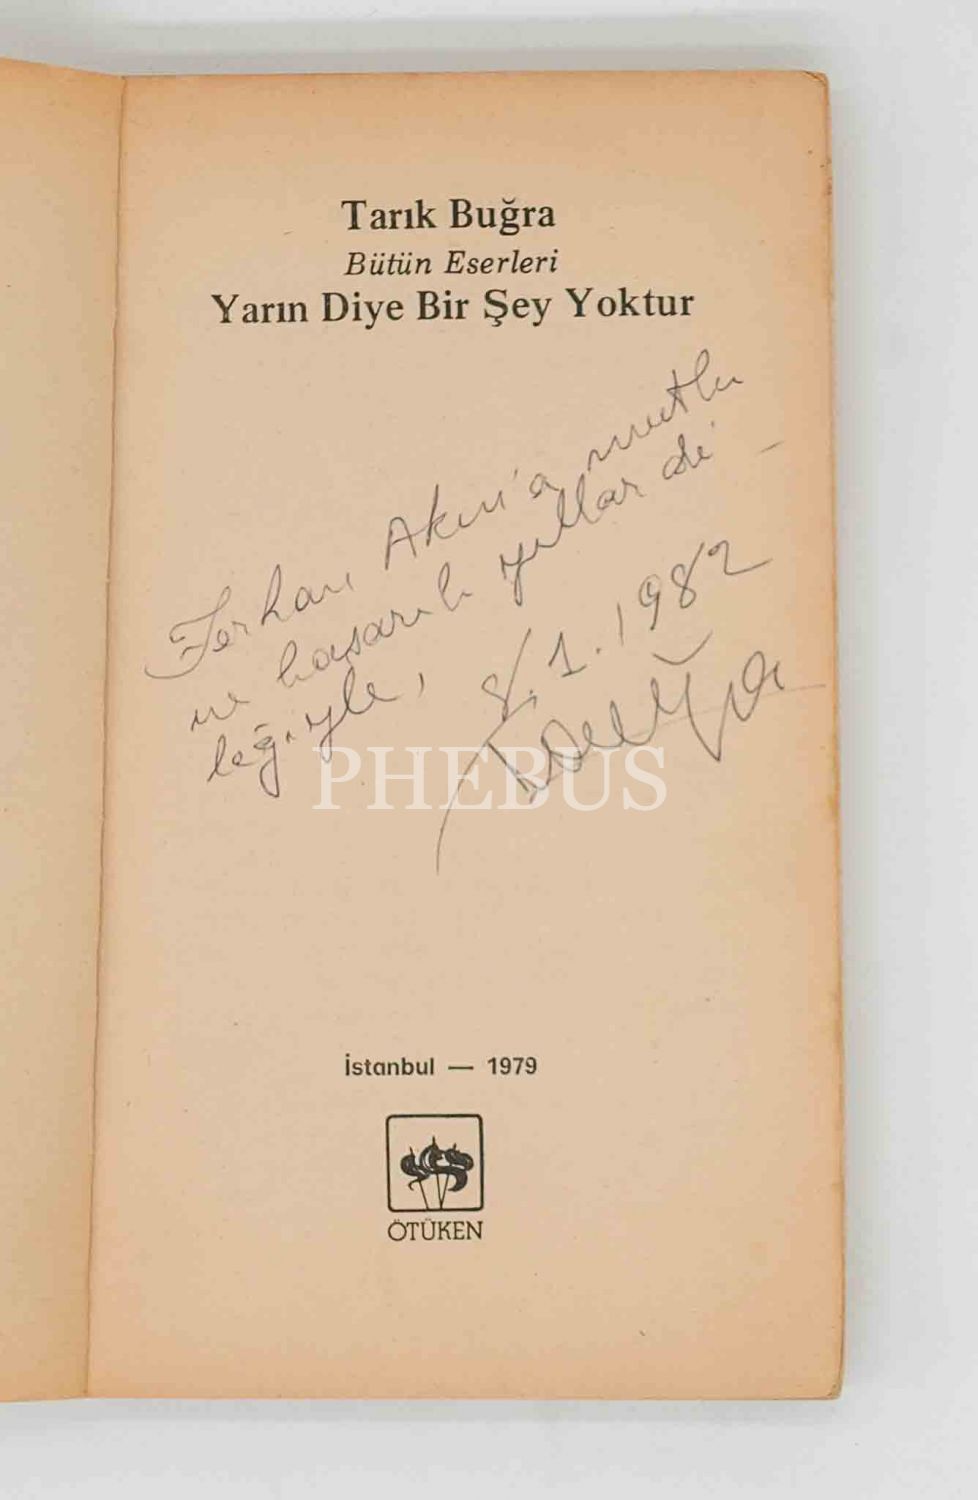 Tarık Buğra
Bütün Eserleri
Yarın Diye Bir Şey Yoktur
Ferhan Akın'a mutlu
ve başarılı yıllar di-
leğiyle,
8.1.1982
PHEBUS
İstanbul — 1979
ÖTÜKEN